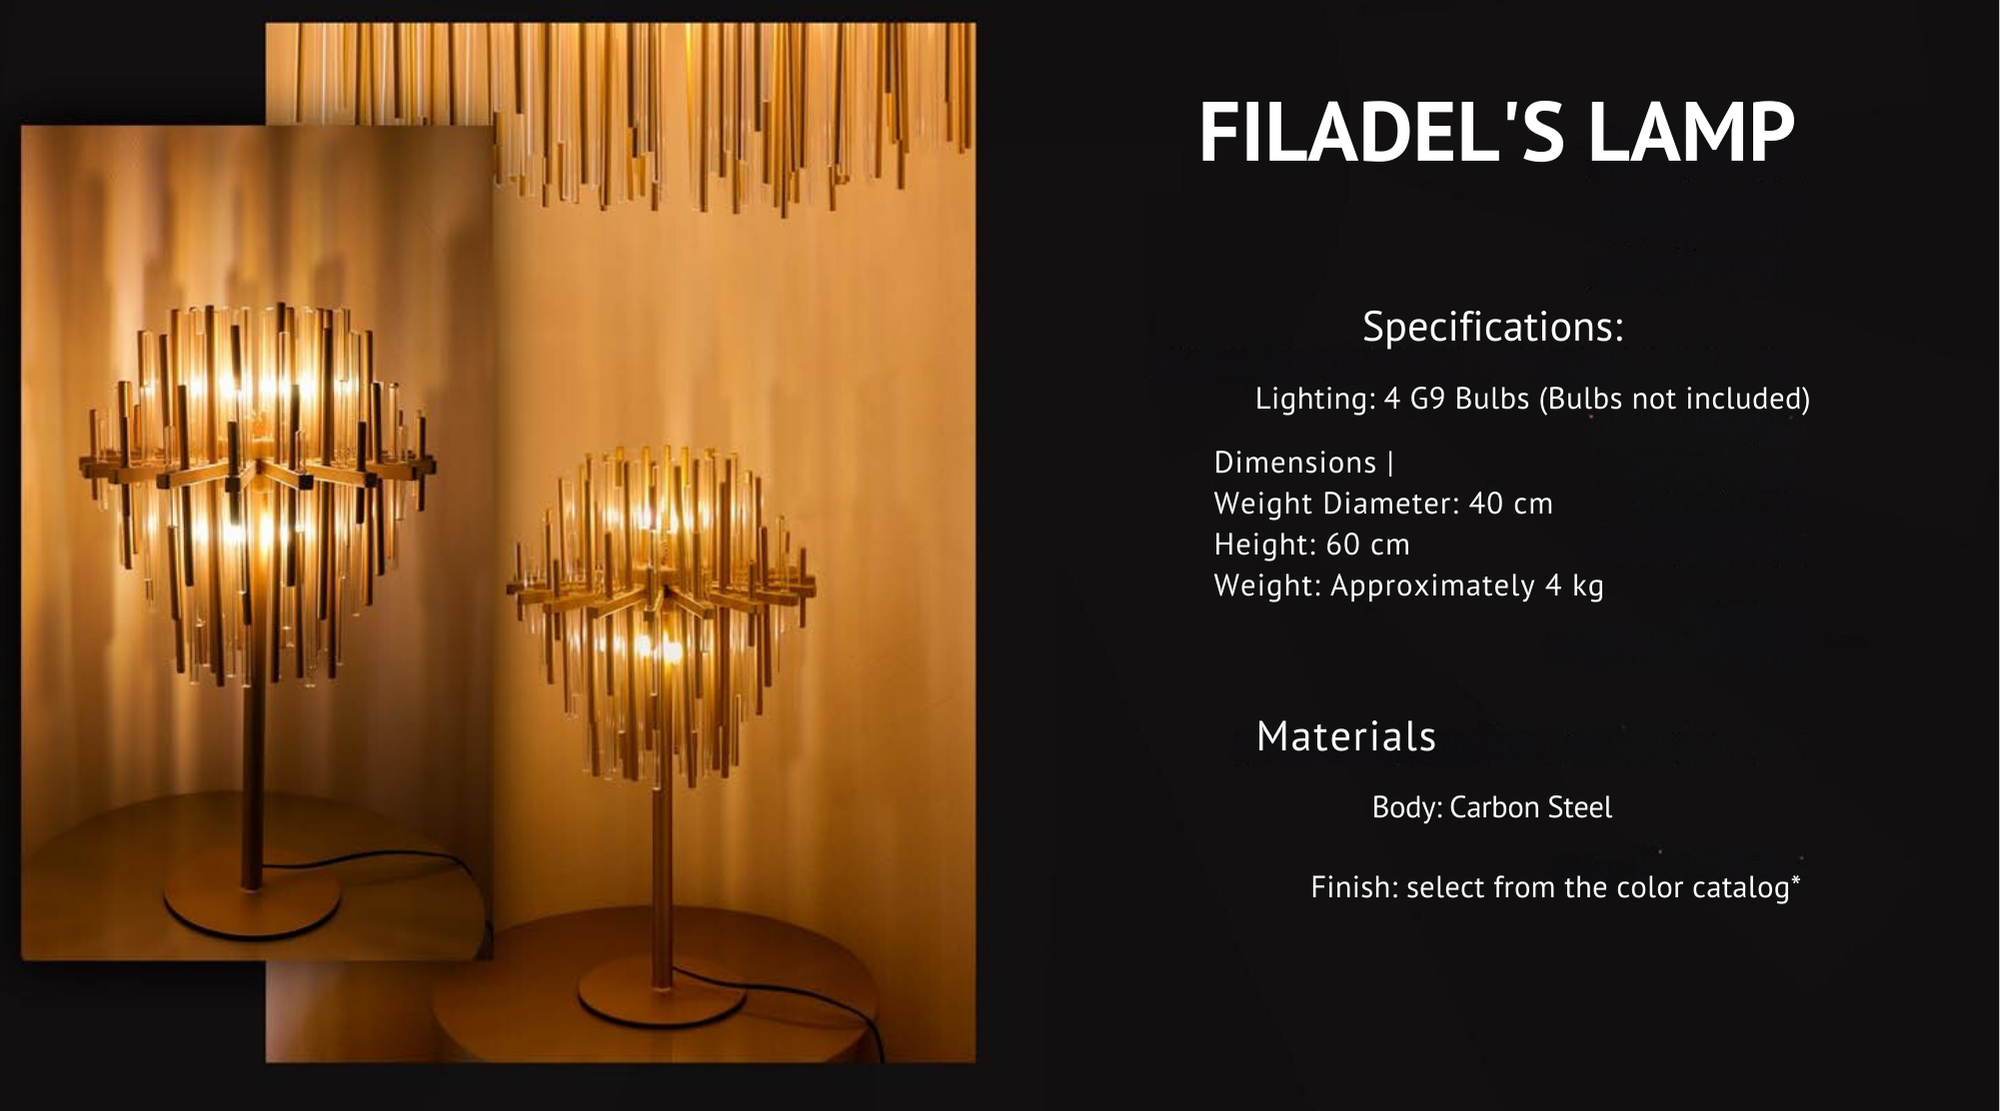 FILADEL'S LAMP
Specifications:
Lighting: 4 G9 Bulbs (Bulbs not included)
Dimensions |
Weight Diameter: 40 cm
Height: 60 cm
Weight: Approximately 4 kg
Materials
Body: Carbon Steel
Finish: select from the color catalog*